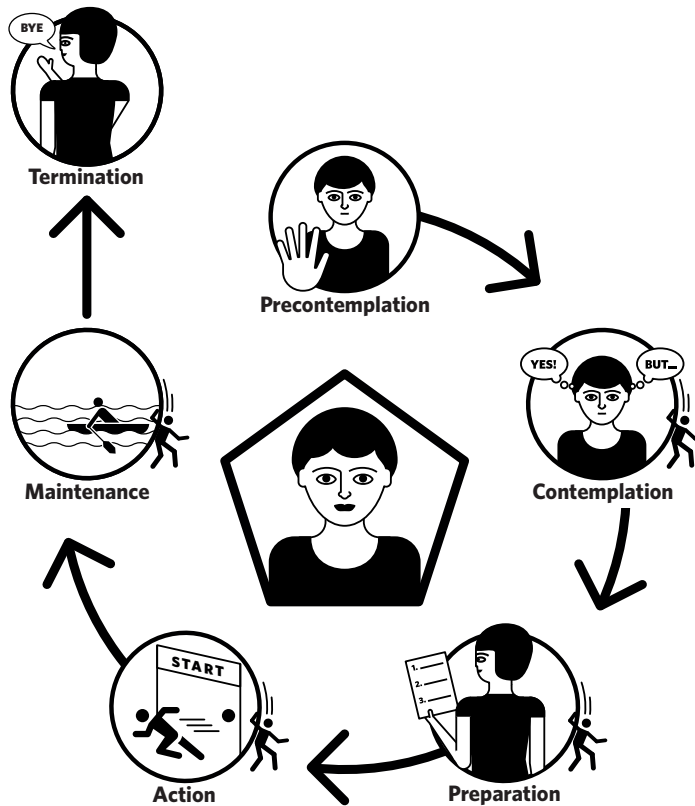 BYE
Termination
Precontemplation
YES!
BUT...
Contemplation
Maintenance
START
Action
1.
2.
3.
Preparation